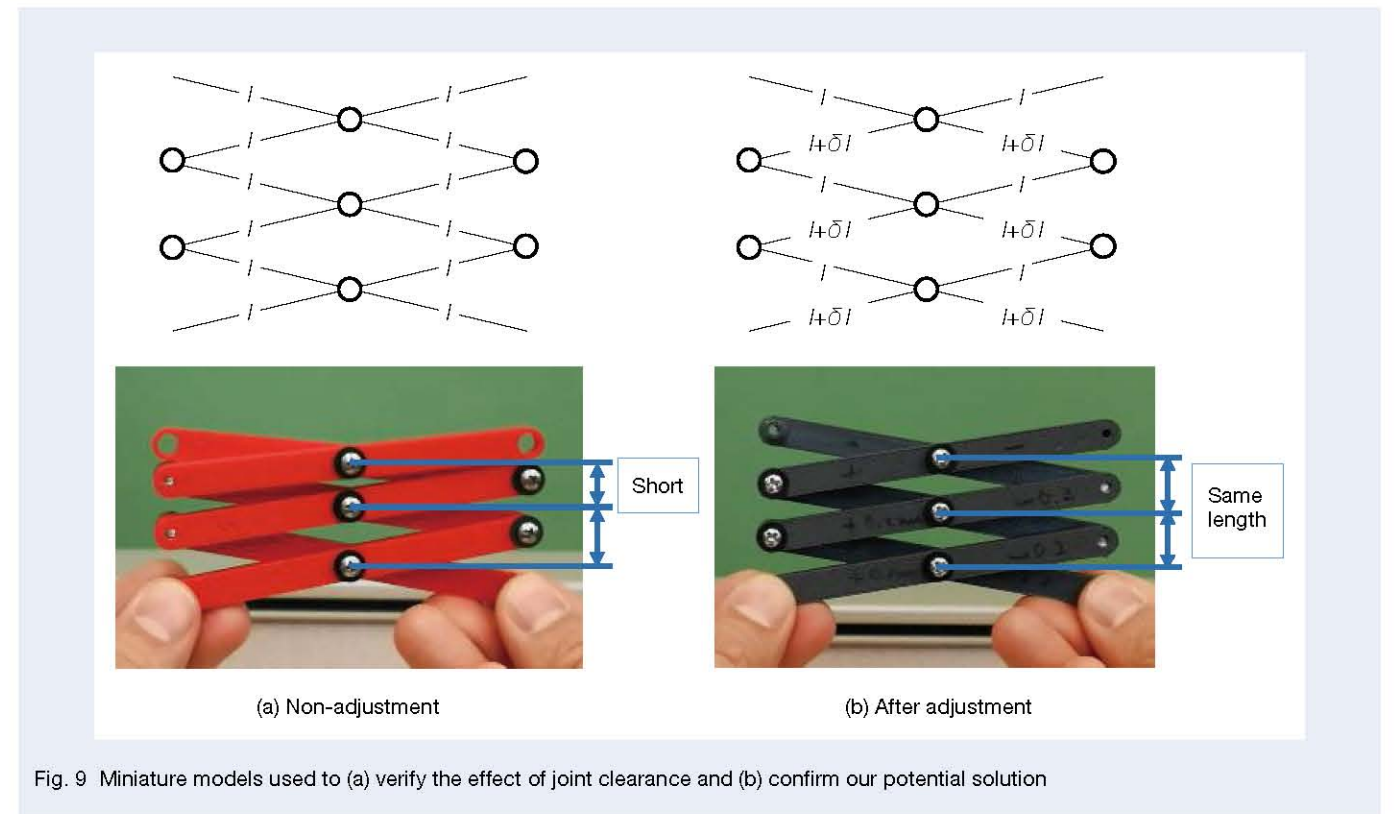 l l
l l
l l
l l
l l
l l
l l
l+δl l+δl
l l
l+δl l+δl
l l
l+δl l+δl
Short
Same
length
(a) Non-adjustment
(b) After adjustment
Fig. 9 Miniature models used to (a) verify the effect of joint clearance and (b) confirm our potential solution